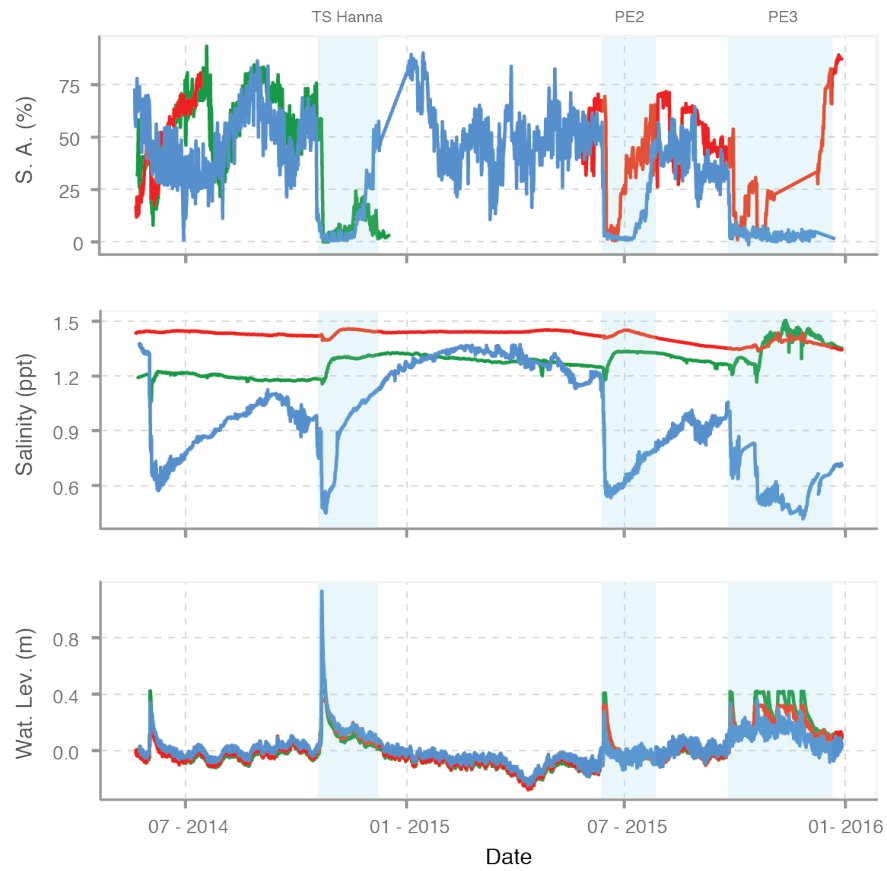 TS Hanna PE2 PE3
S. A. (%)
75
50
25
0
Salinity (ppt)
1.5
1.2
0.9
0.6
Wat. Lev. (m)
0.8
0.4
0.0
07 - 2014 01 - 2015 07 - 2015 01- 2016
Date